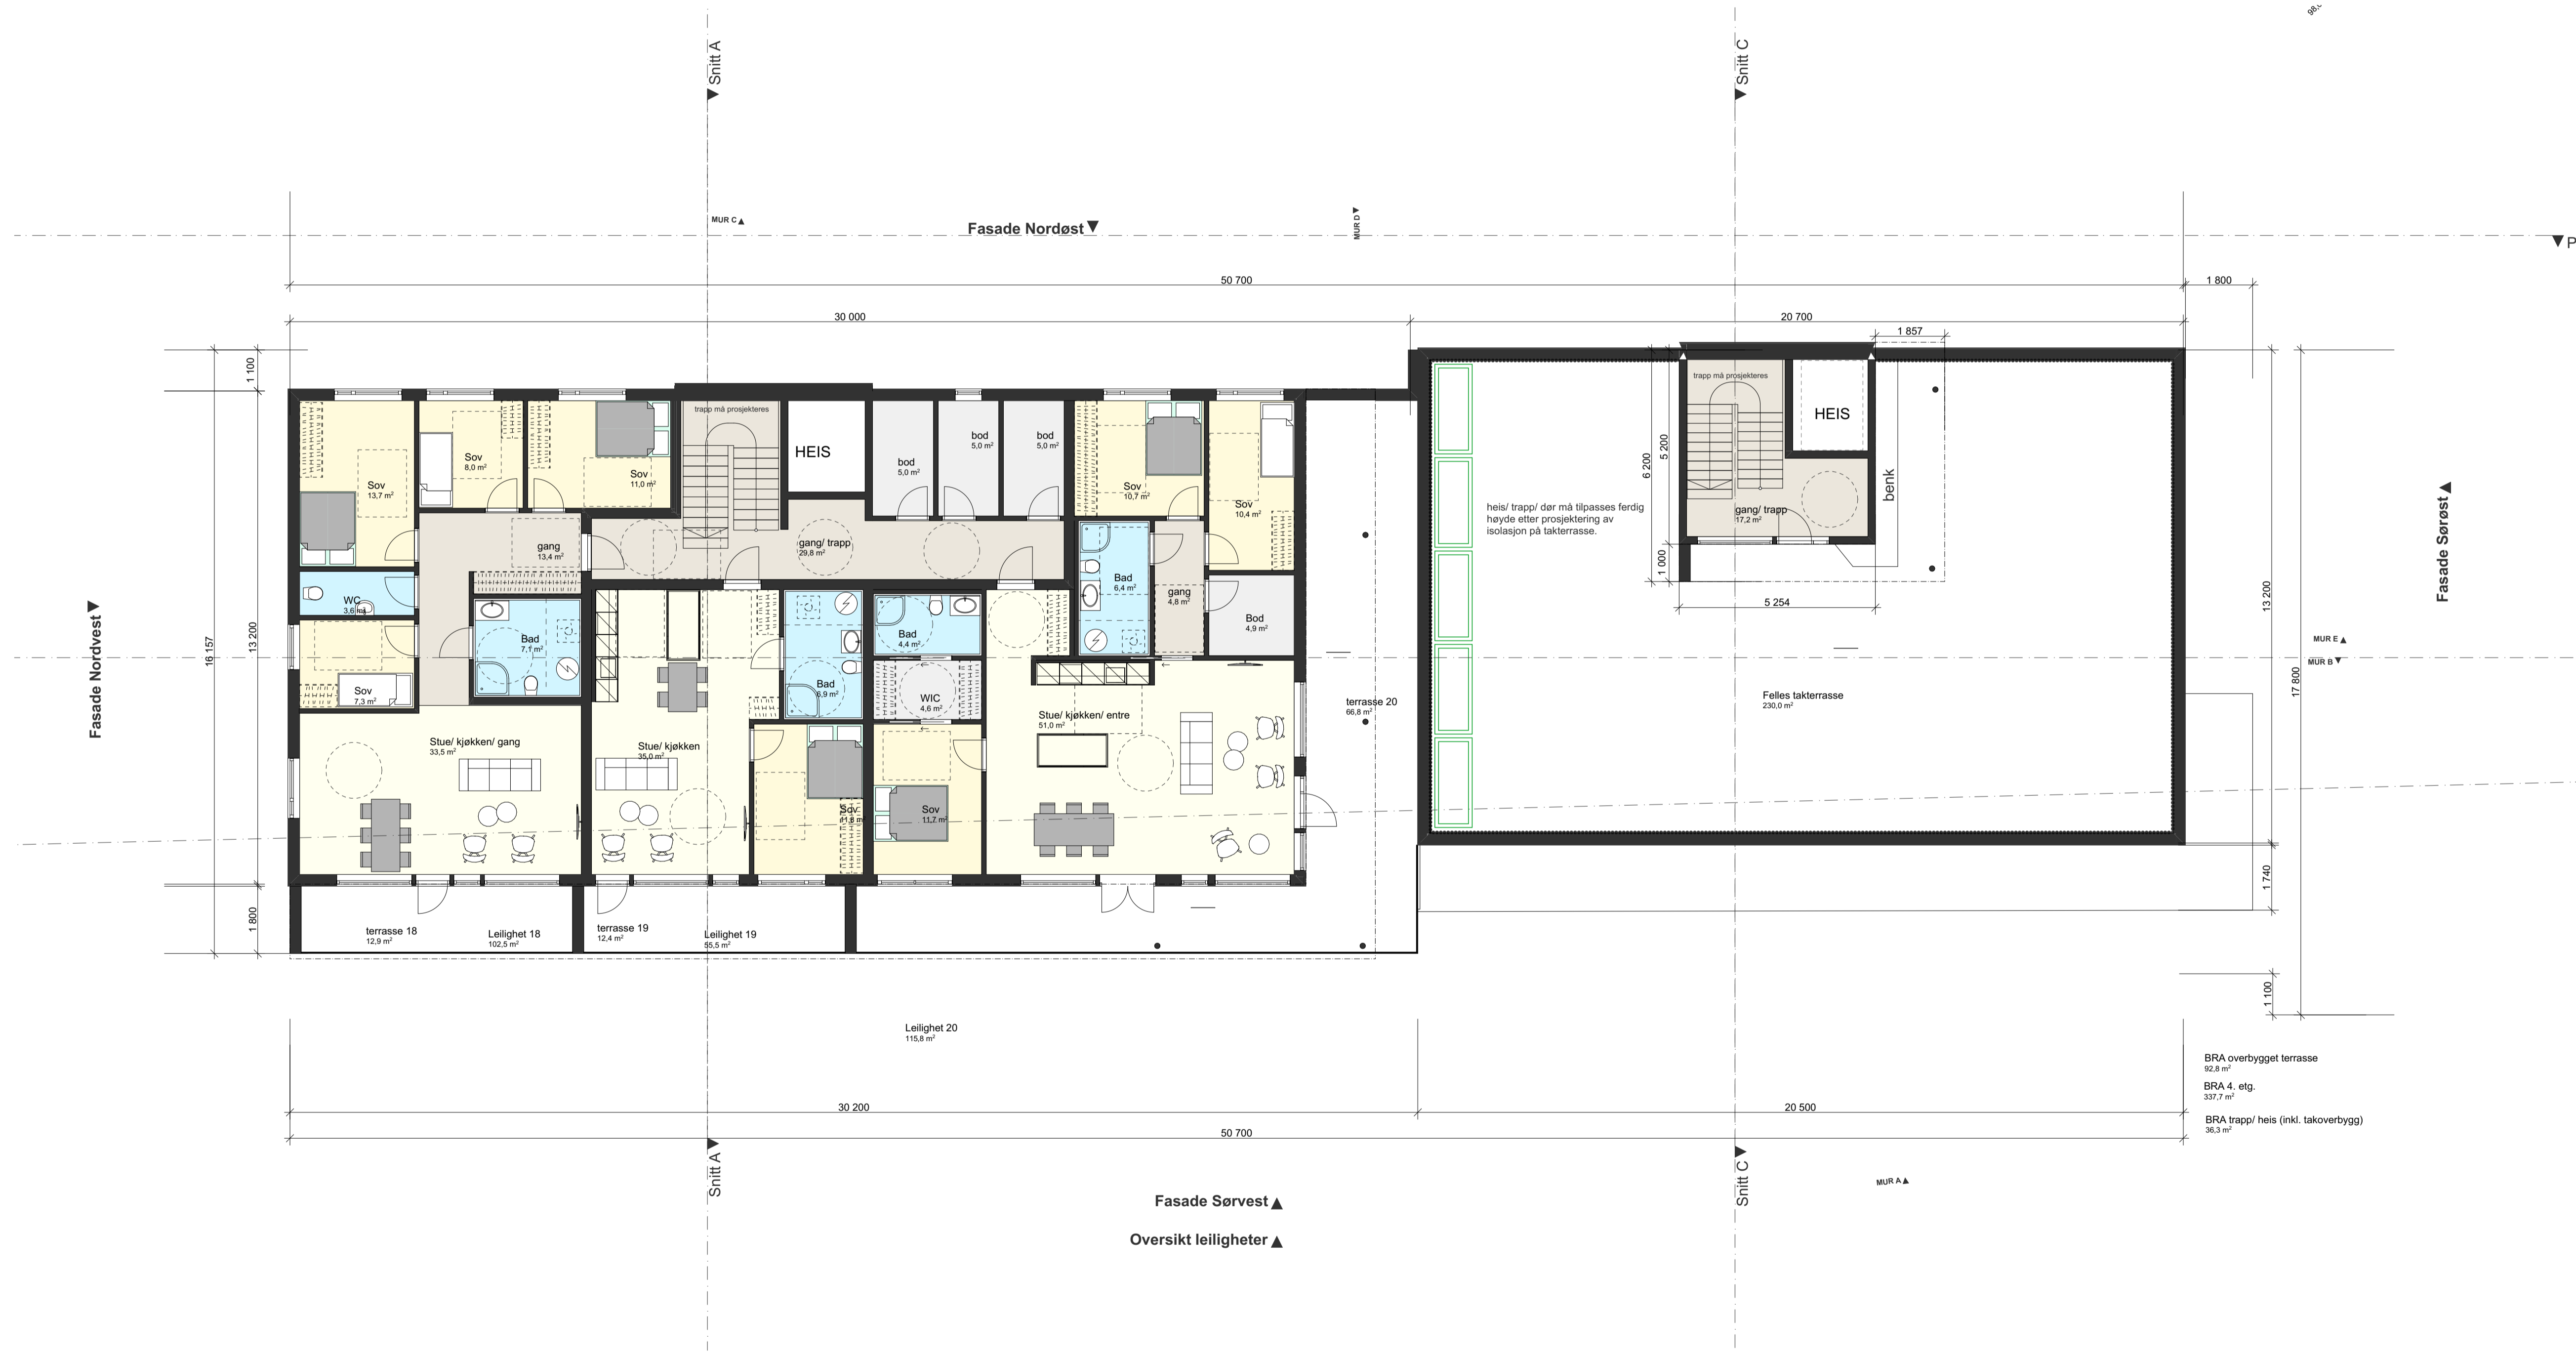 Snitt A
Snitt C
MUR C
Fasade Nordøst
MUR D
P
50 700
1 800
30 000
20 700
1 857
1 100
16 157
13 200
1 800
Fasade Nordvest
Sov
13,7 m²
Sov
8,0 m²
Sov
11,0 m²
trapp må prosjekteres
HEIS
bod
5,0 m²
bod
5,0 m²
bod
5,0 m²
Sov
10,7 m²
Sov
10,4 m²
gang
13,4 m²
gang/ trapp
29,8 m²
WC
3,6 m²
Bad
7,1 m²
Sov
7,3 m²
Bad
6,9 m²
Bad
4,4 m²
WIC
4,6 m²
Bad
6,4 m²
gang
4,8 m²
Bod
4,9 m²
Stue/ kjøkken/ gang
33,5 m²
Stue/ kjøkken
35,0 m²
Stue/ kjøkken/ entre
51,0 m²
Sov
Sov
11,7 m²
terrasse 20
66,8 m²
terrasse 18
12,9 m²
Leilighet 18
102,5 m²
terrasse 19
12,4 m²
Leilighet 19
55,5 m²
Leilighet 20
115,8 m²
trapp må prosjekteres
HEIS
6 200
5 200
1 000
gang/ trapp
17,2 m²
benk
5 254
heis/ trapp/ dør må tilpasses ferdig
høyde etter prosjektering av
isolasjon på takterrasse.
Felles takterrasse
230,0 m²
13 200
17 800
1 740
1 100
Fasade Sørøst
MUR E
MUR B
BRA overbygget terrasse
92,8 m²
BRA 4. etg.
337,7 m²
BRA trapp/ heis (inkl. takoverbygg)
36,3 m²
30 200
20 500
50 700
Snitt A
Snitt C
MUR A
Fasade Sørvest
Oversikt leiligheter